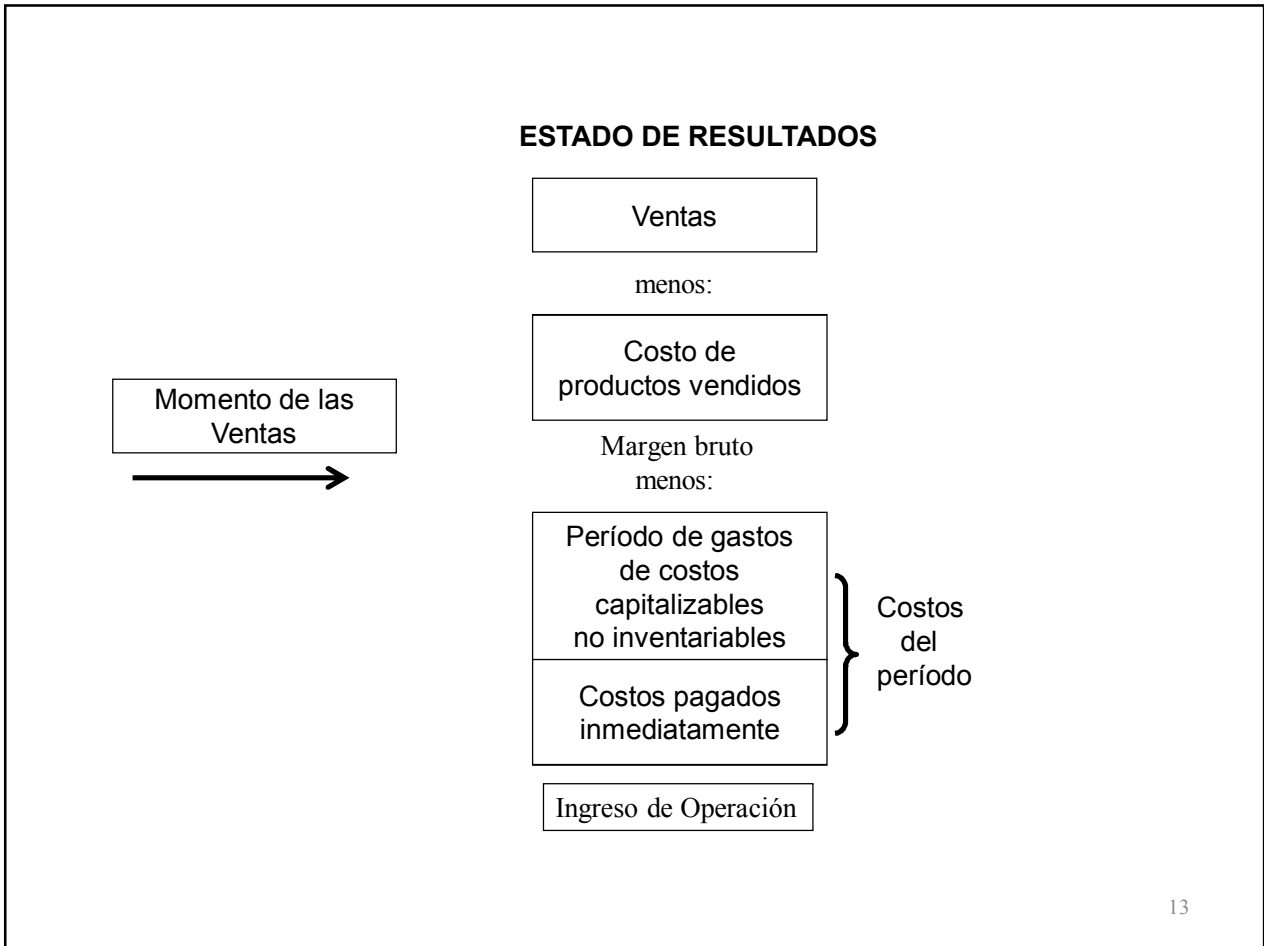 ESTADO DE RESULTADOS
Ventas
menos:
Costo de
productos vendidos
Momento de las
Ventas
Margen bruto
menos:
Período de gastos
de costos
capitalizables
no inventariables
Costos pagados
inmediatamente
Costos
del
período
Ingreso de Operación
13